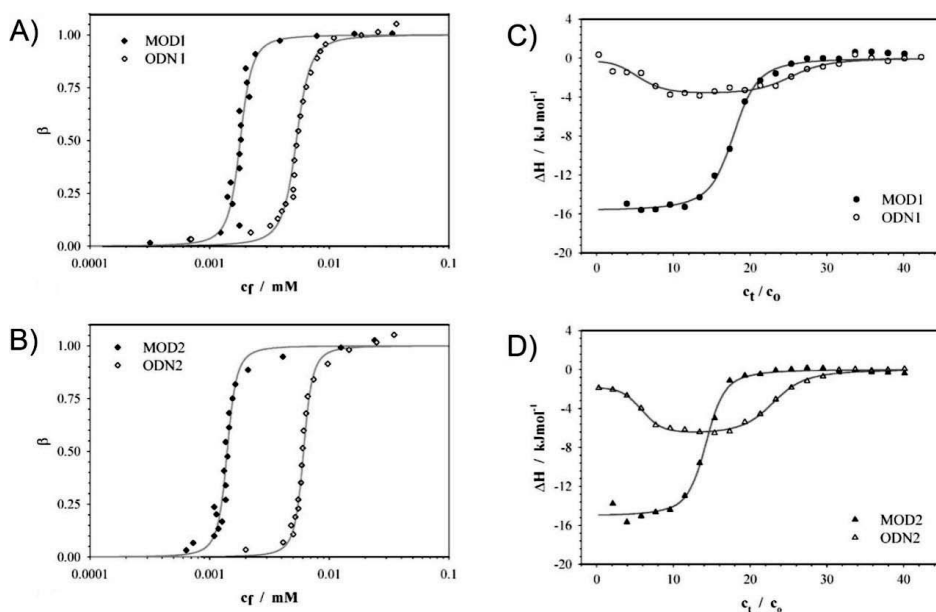 A)
1.00
0.75
0.50
0.25
0.00
β
MOD1
ODN1
0.0001 0.001 0.01 0.1
cf / mM
B)
1.00
0.75
0.50
0.25
0.00
β
MOD2
ODN2
0.0001 0.001 0.01 0.1
cf / mM
C)
4
0
-4
-8
-12
-16
-20
ΔH / kJ mol⁻¹
MOD1
ODN1
0 10 20 30 40
ct / co
D)
4
0
-4
-8
-12
-16
-20
ΔH / kJmol⁻¹
MOD2
ODN2
0 10 20 30 40
ct / co